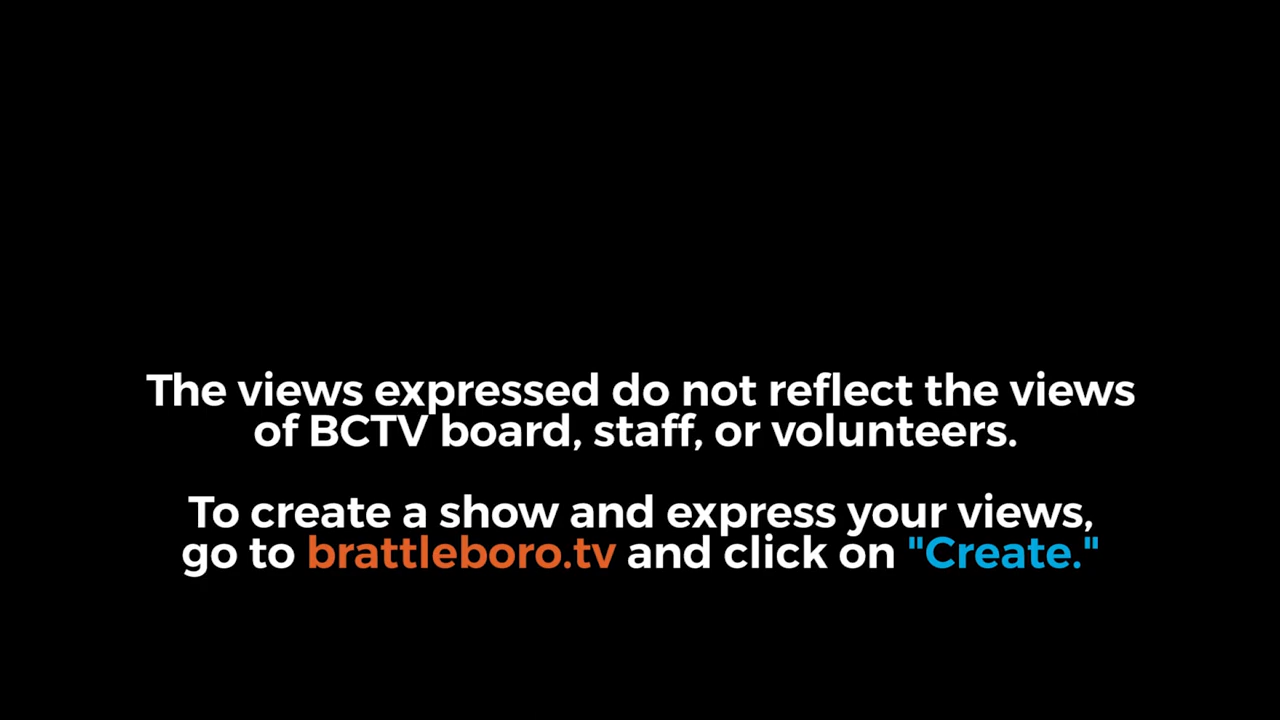 The views expressed do not reflect the views
of BCTV board, staff, or volunteers.
To create a show and express your views,
go to brattleboro.tv and click on "Create."